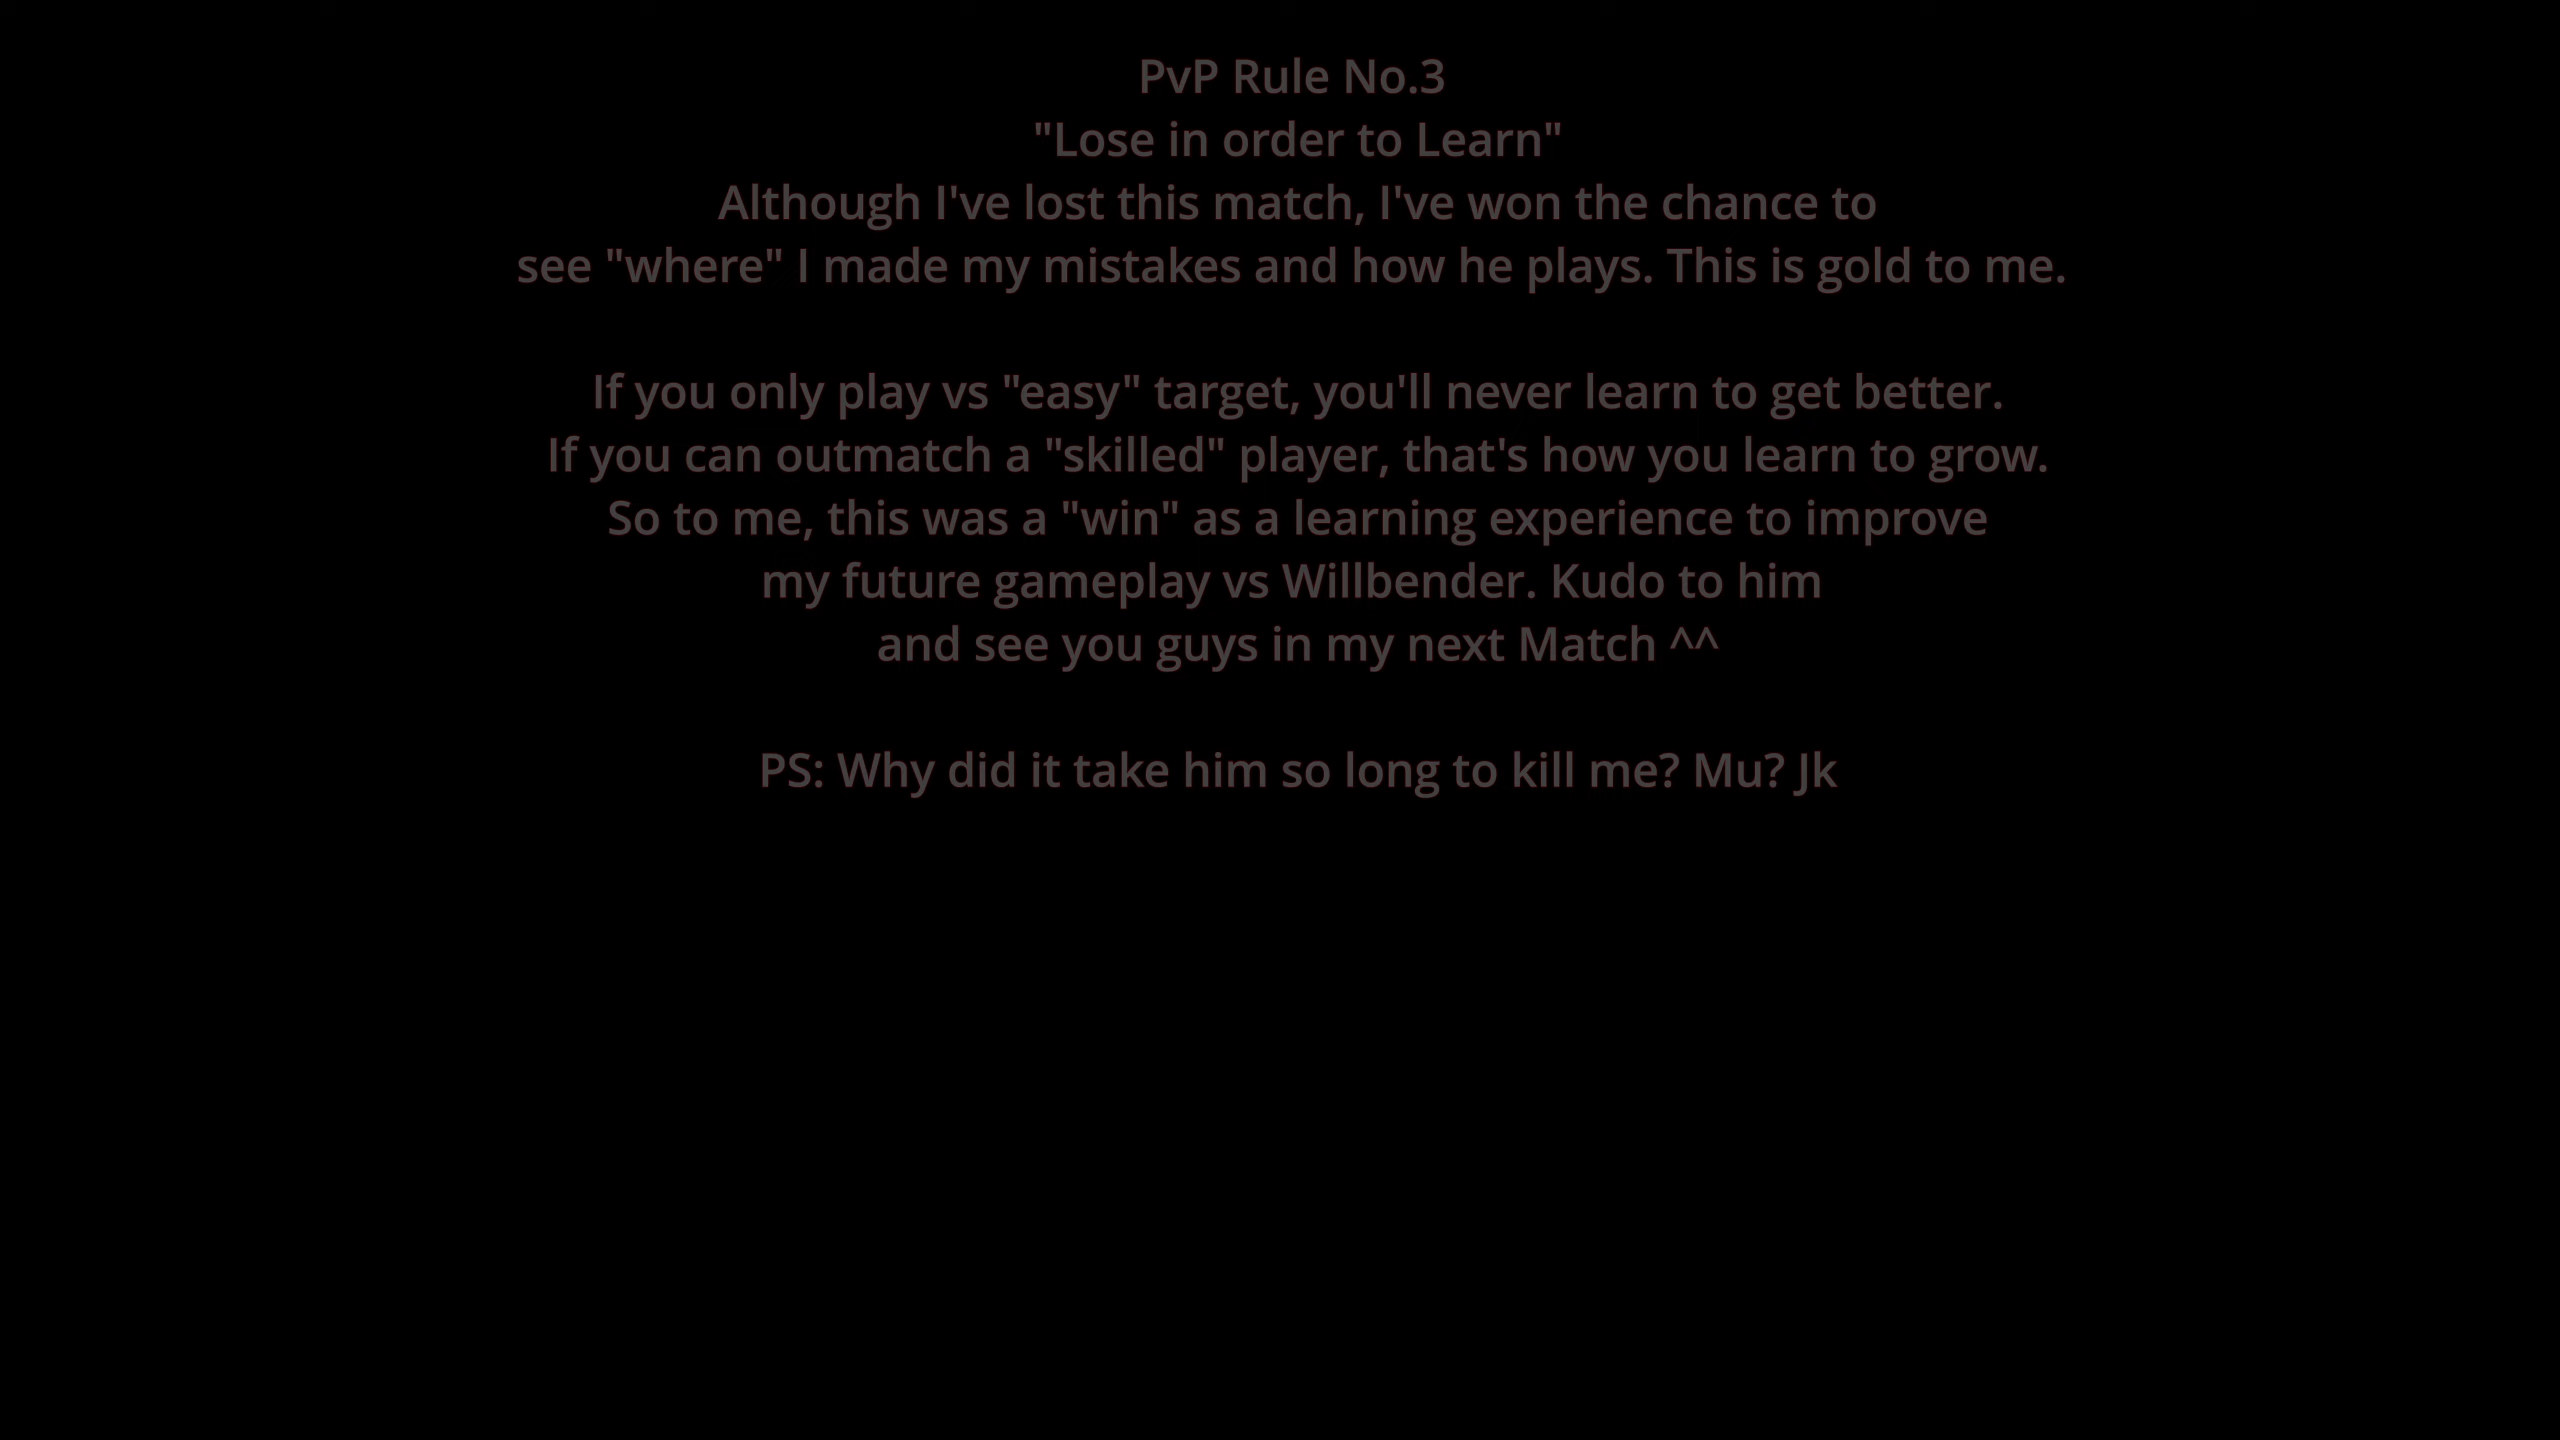 PvP Rule No.3
"Lose in order to Learn"
Although I've lost this match, I've won the chance to
see "where" I made my mistakes and how he plays. This is gold to me.
If you only play vs "easy" target, you'll never learn to get better.
If you can outmatch a "skilled" player, that's how you learn to grow.
So to me, this was a "win" as a learning experience to improve
my future gameplay vs Willbender. Kudo to him
and see you guys in my next Match ^^
PS: Why did it take him so long to kill me? Mu? Jk